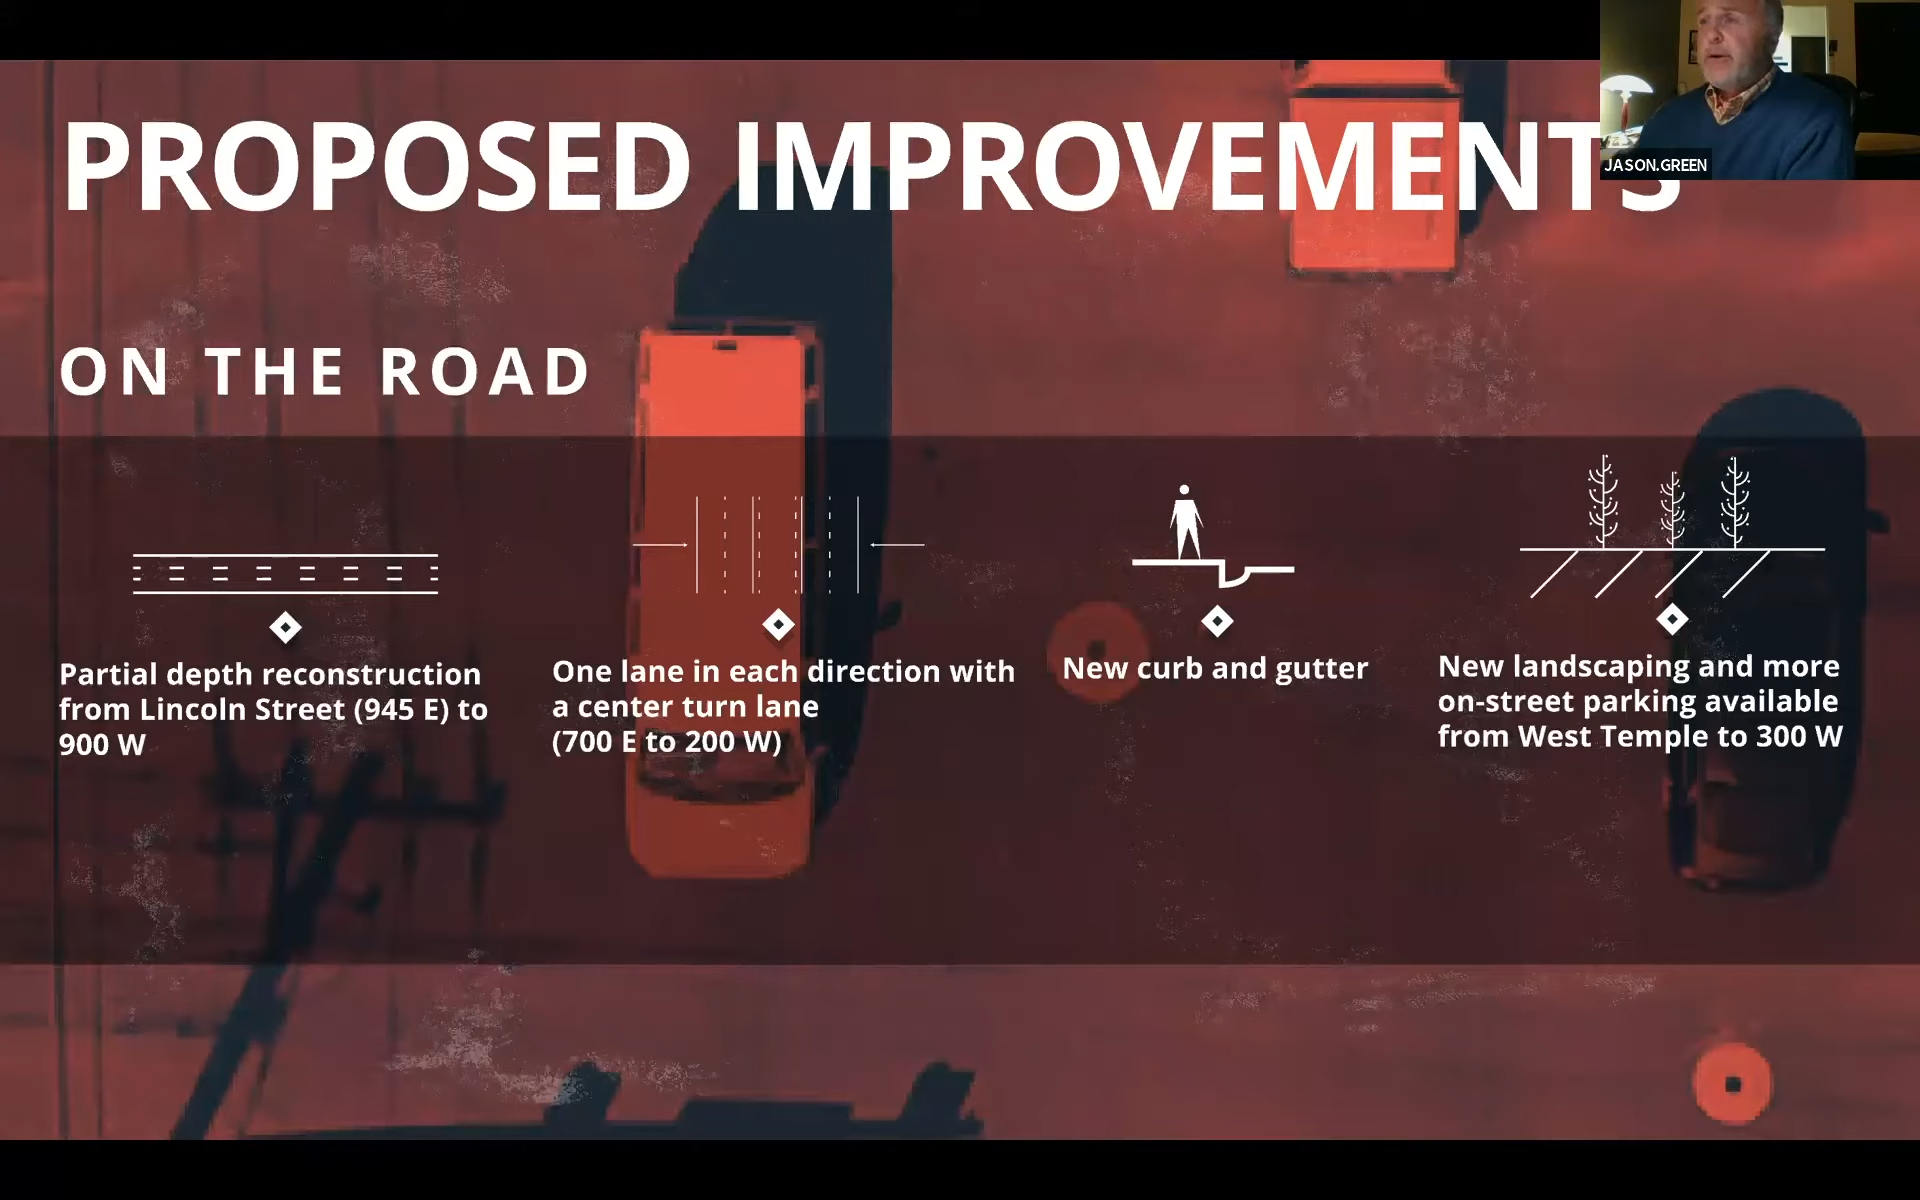 PROPOSED IMPROVEMENTS
JASON.GREEN
ON THE ROAD
Partial depth reconstruction
from Lincoln Street (945 E) to
900 W
One lane in each direction with
a center turn lane
(700 E to 200 W)
New curb and gutter
New landscaping and more
on-street parking available
from West Temple to 300 W